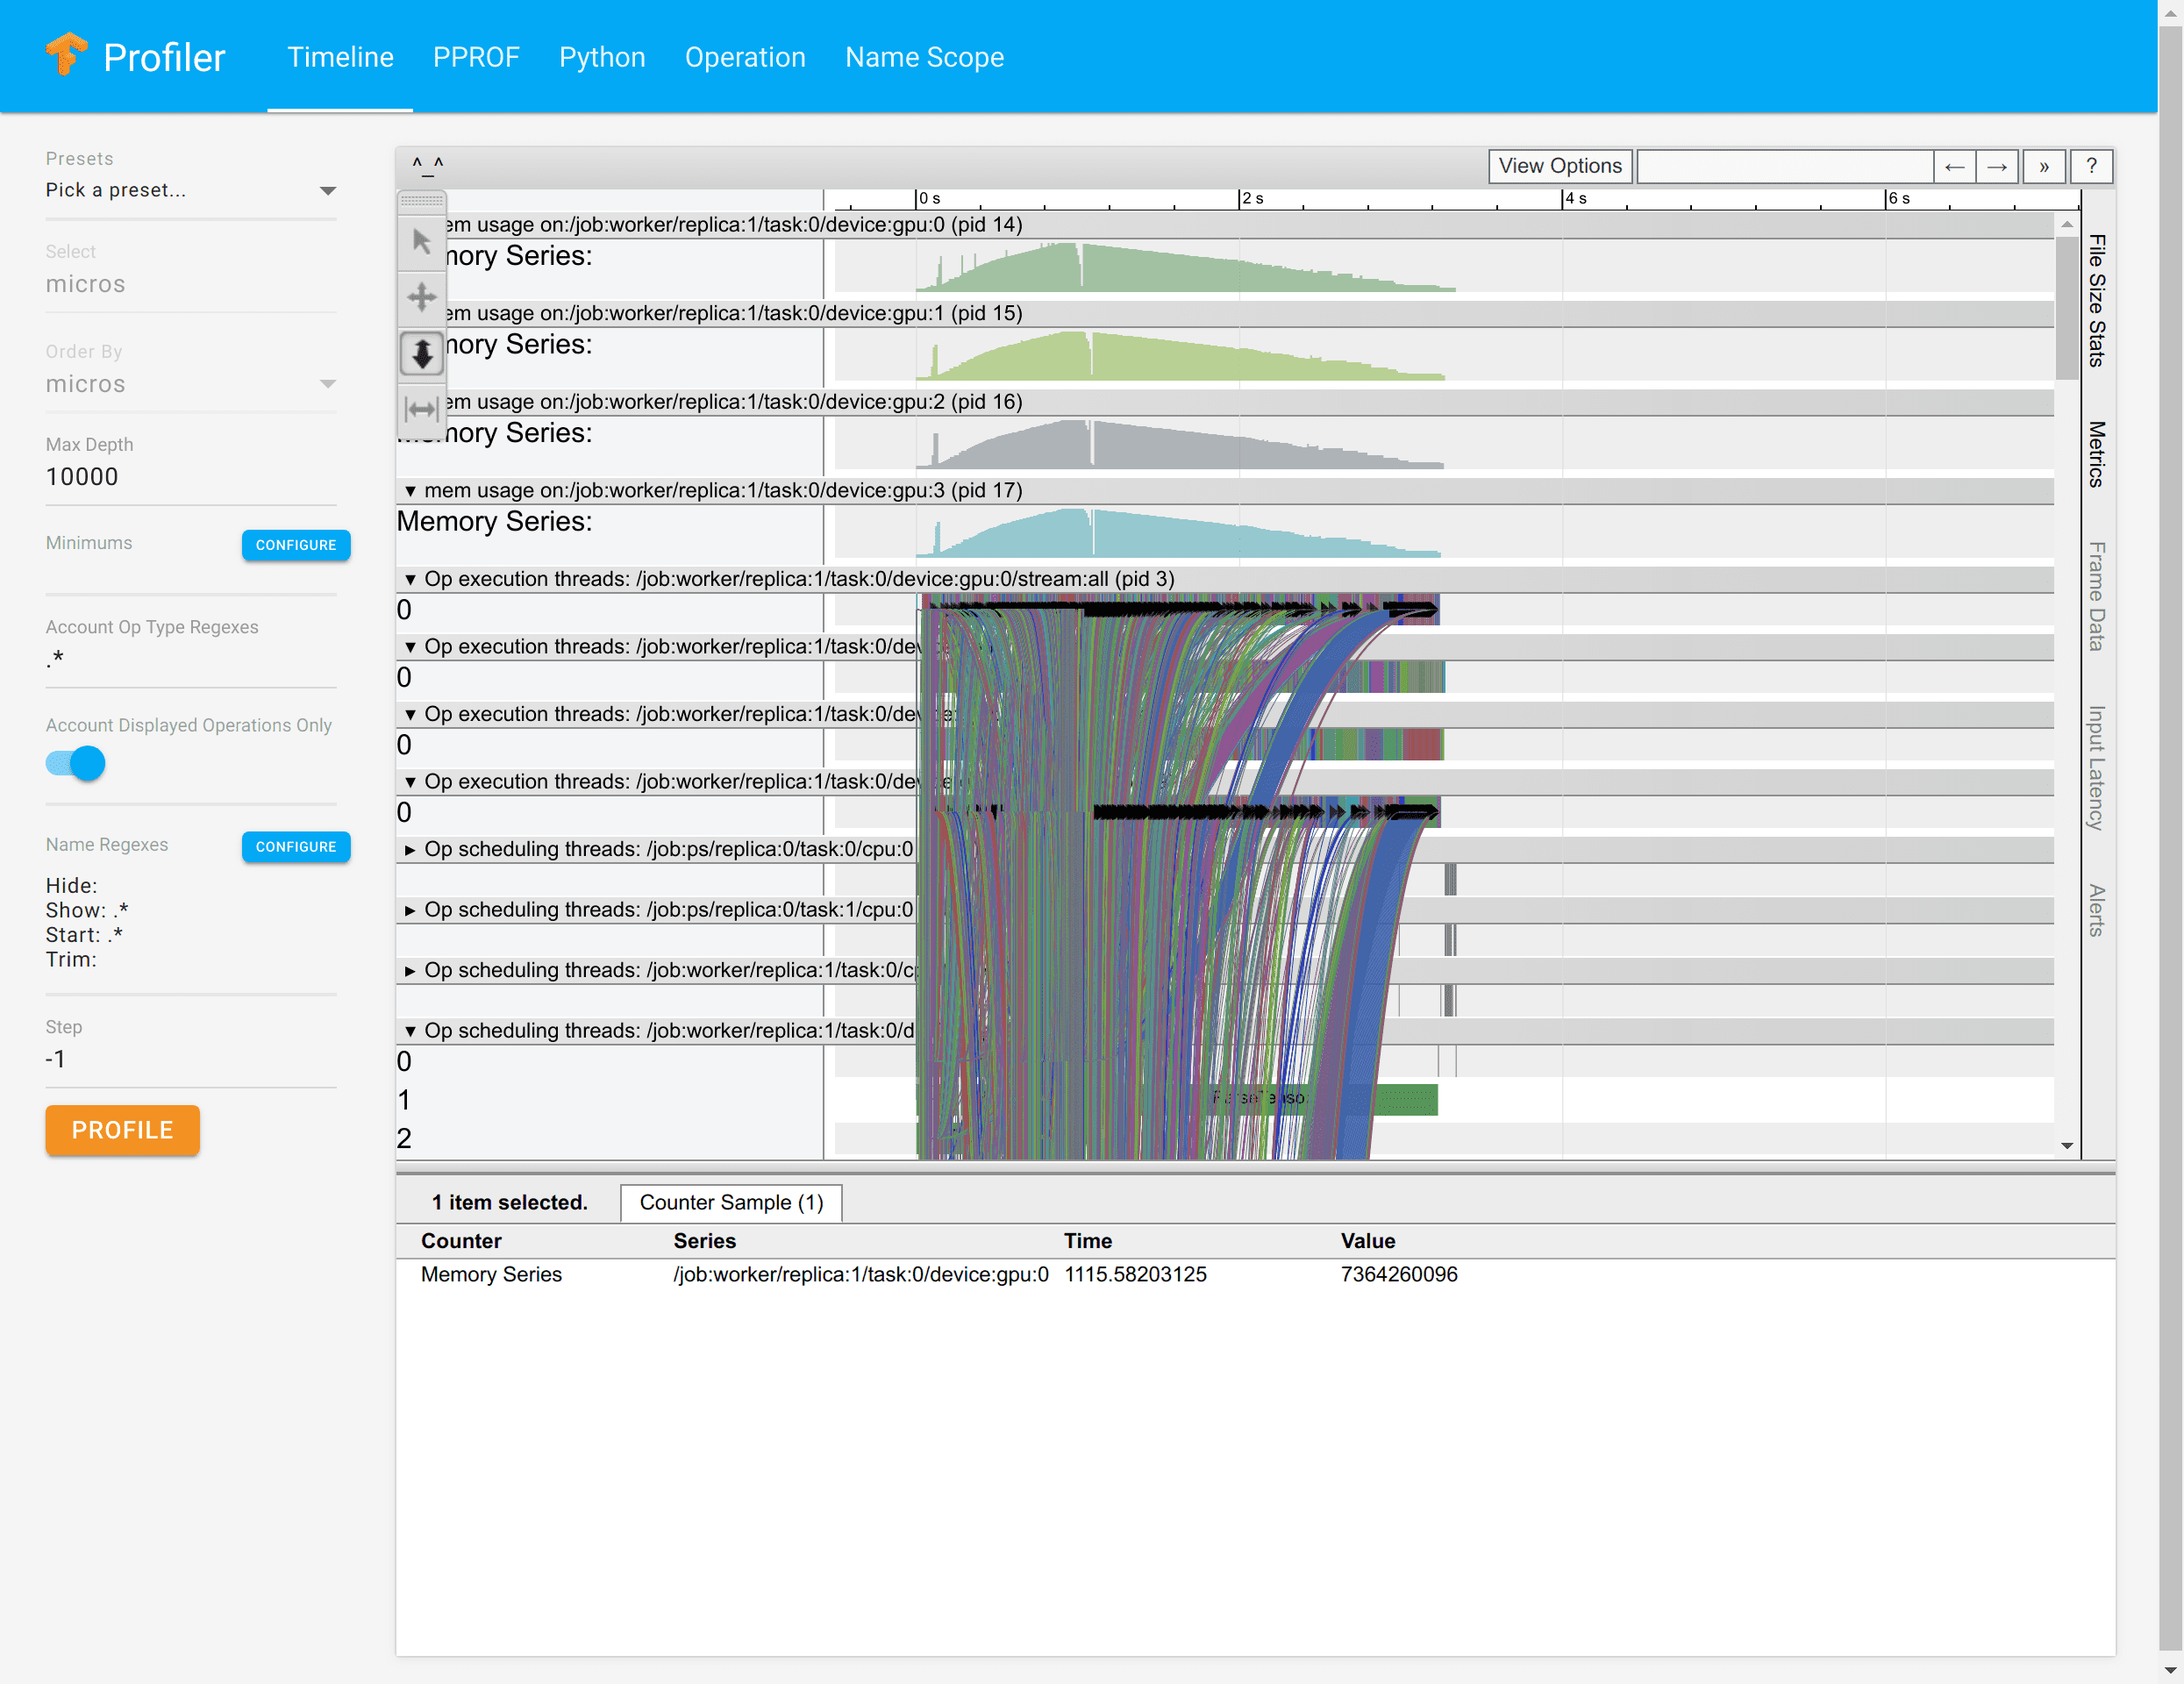 Profiler
Timeline
PPROF
Python
Operation
Name Scope
Presets
Pick a preset...
Select
micros
Order By
micros
Max Depth
10000
Minimums
CONFIGURE
Account Op Type Regexes
.*
Account Displayed Operations Only
Name Regexes
CONFIGURE
Hide:
Show: .*
Start: .*
Trim:
Step
-1
PROFILE
^_^
View Options
←
→
»
?
0 s
2 s
4 s
6 s
em usage on:/job:worker/replica:1/task:0/device:gpu:0 (pid 14)
mory Series:
em usage on:/job:worker/replica:1/task:0/device:gpu:1 (pid 15)
mory Series:
em usage on:/job:worker/replica:1/task:0/device:gpu:2 (pid 16)
mory Series:
▼ mem usage on:/job:worker/replica:1/task:0/device:gpu:3 (pid 17)
Memory Series:
▼ Op execution threads: /job:worker/replica:1/task:0/device:gpu:0/stream:all (pid 3)
0
▼ Op execution threads: /job:worker/replica:1/task:0/dev
0
▼ Op execution threads: /job:worker/replica:1/task:0/dev
0
▼ Op execution threads: /job:worker/replica:1/task:0/dev
0
► Op scheduling threads: /job:ps/replica:0/task:0/cpu:0
► Op scheduling threads: /job:ps/replica:0/task:1/cpu:0
► Op scheduling threads: /job:worker/replica:1/task:0/c
▼ Op scheduling threads: /job:worker/replica:1/task:0/d
0
1
ParseTenso
2
File Size Stats
Metrics
Frame Data
Input Latency
Alerts
1 item selected.
Counter Sample (1)
Counter Series Time Value
Memory Series /job:worker/replica:1/task:0/device:gpu:0 1115.58203125 7364260096